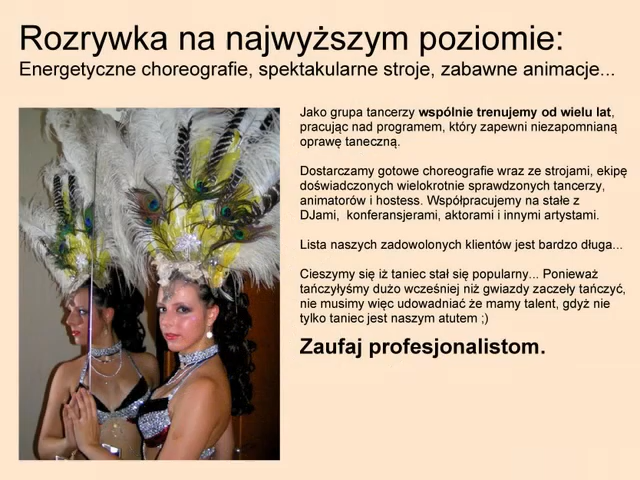 Rozrywka na najwyższym poziomie:
Energetyczne choreografie, spektakularne stroje, zabawne animacje...
Jako grupa tancerzy wspólnie trenujemy od wielu lat,
pracując nad programem, który zapewni niezapomnianą
oprawę taneczną.
Dostarczamy gotowe choreografie wraz ze strojami, ekipę
doświadczonych wielokrotnie sprawdzonych tancerzy,
animatorów i hostess. Współpracujemy na stałe z
DJami, konferansjerami, aktorami i innymi artystami.
Lista naszych zadowolonych klientów jest bardzo długa...
Cieszymy się iż taniec stał się popularny... Ponieważ
tańczyłyśmy dużo wcześniej niż gwiazdy zaczeły tańczyć,
nie musimy więc udowadniać że mamy talent, gdyż nie
tylko taniec jest naszym atutem ;)
Zaufaj profesjonalistom.